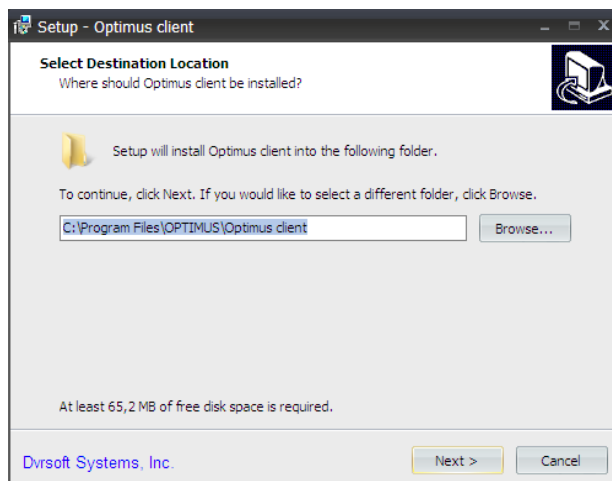 Setup - Optimus client
Select Destination Location
Where should Optimus client be installed?
Setup will install Optimus client into the following folder.
To continue, click Next. If you would like to select a different folder, click Browse.
C:\Program Files\OPTIMUS\Optimus client
Browse...
At least 65,2 MB of free disk space is required.
Dvrsoft Systems, Inc.
Next >
Cancel